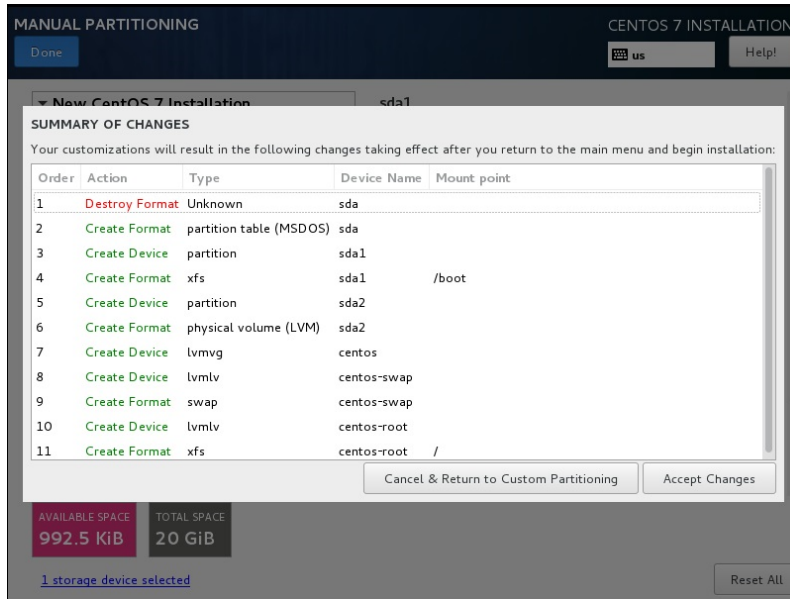 MANUAL PARTITIONING
CENTOS 7 INSTALLATION
Done
us
Help!
New CentOS 7 Installation
sda1
SUMMARY OF CHANGES
Your customizations will result in the following changes taking effect after you return to the main menu and begin installation:
Order Action Type Device Name Mount point
1 Destroy Format Unknown sda
2 Create Format partition table (MSDOS) sda
3 Create Device partition sda1
4 Create Format xfs sda1 /boot
5 Create Device partition sda2
6 Create Format physical volume (LVM) sda2
7 Create Device lvmvg centos
8 Create Device lvmlv centos-swap
9 Create Format swap centos-swap
10 Create Device lvmlv centos-root
11 Create Format xfs centos-root /
Cancel & Return to Custom Partitioning
Accept Changes
AVAILABLE SPACE
992.5 KiB
TOTAL SPACE
20 GiB
1 storage device selected
Reset All